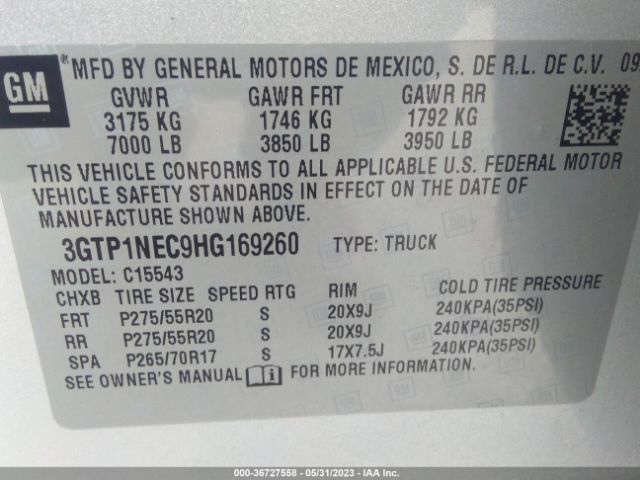 GM
* MFD BY GENERAL MOTORS DE MEXICO, S. DE R.L. DE C.V. 09
GVWR GAWR FRT GAWR RR
3175 KG 1746 KG 1792 KG
7000 LB 3850 LB 3950 LB
THIS VEHICLE CONFORMS TO ALL APPLICABLE U.S. FEDERAL MOTOR
VEHICLE SAFETY STANDARDS IN EFFECT ON THE DATE OF
MANUFACTURE SHOWN ABOVE.
3GTP1NEC9HG169260 TYPE: TRUCK
MODEL: C15543
CHXB TIRE SIZE SPEED RTG RIM COLD TIRE PRESSURE
FRT P275/55R20 S 20X9J 240KPA(35PSI)
RR P275/55R20 S 20X9J 240KPA(35PSI)
SPA P265/70R17 S 17X7.5J 240KPA(35PSI)
SEE OWNER'S MANUAL FOR MORE INFORMATION.
000-36727558 - 05/31/2023 - IAA Inc.